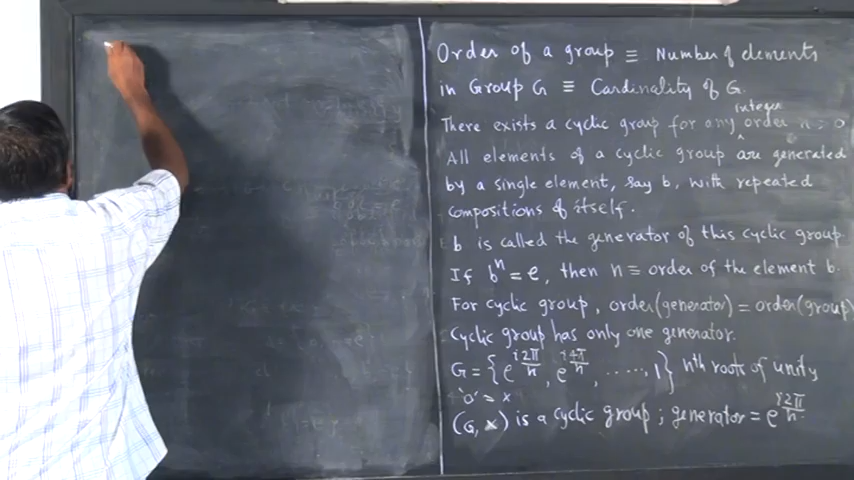 Order of a group ≡ Number of elements
in Group G ≡ Cardinality of G.
There exists a cyclic group for any integer order n > 0
All elements of a cyclic group are generated
by a single element, say b, with repeated
compositions of itself.
b is called the generator of this cyclic group.
If b^n = e, then n ≡ order of the element b.
For cyclic group, order(generator) = order(group)
Cyclic group has only one generator.
G = {e^{i2π/n}, e^{i4π/n}, ......, 1} nth roots of unity
'o' = x
(G, x) is a cyclic group; generator = e^{i2π/n}